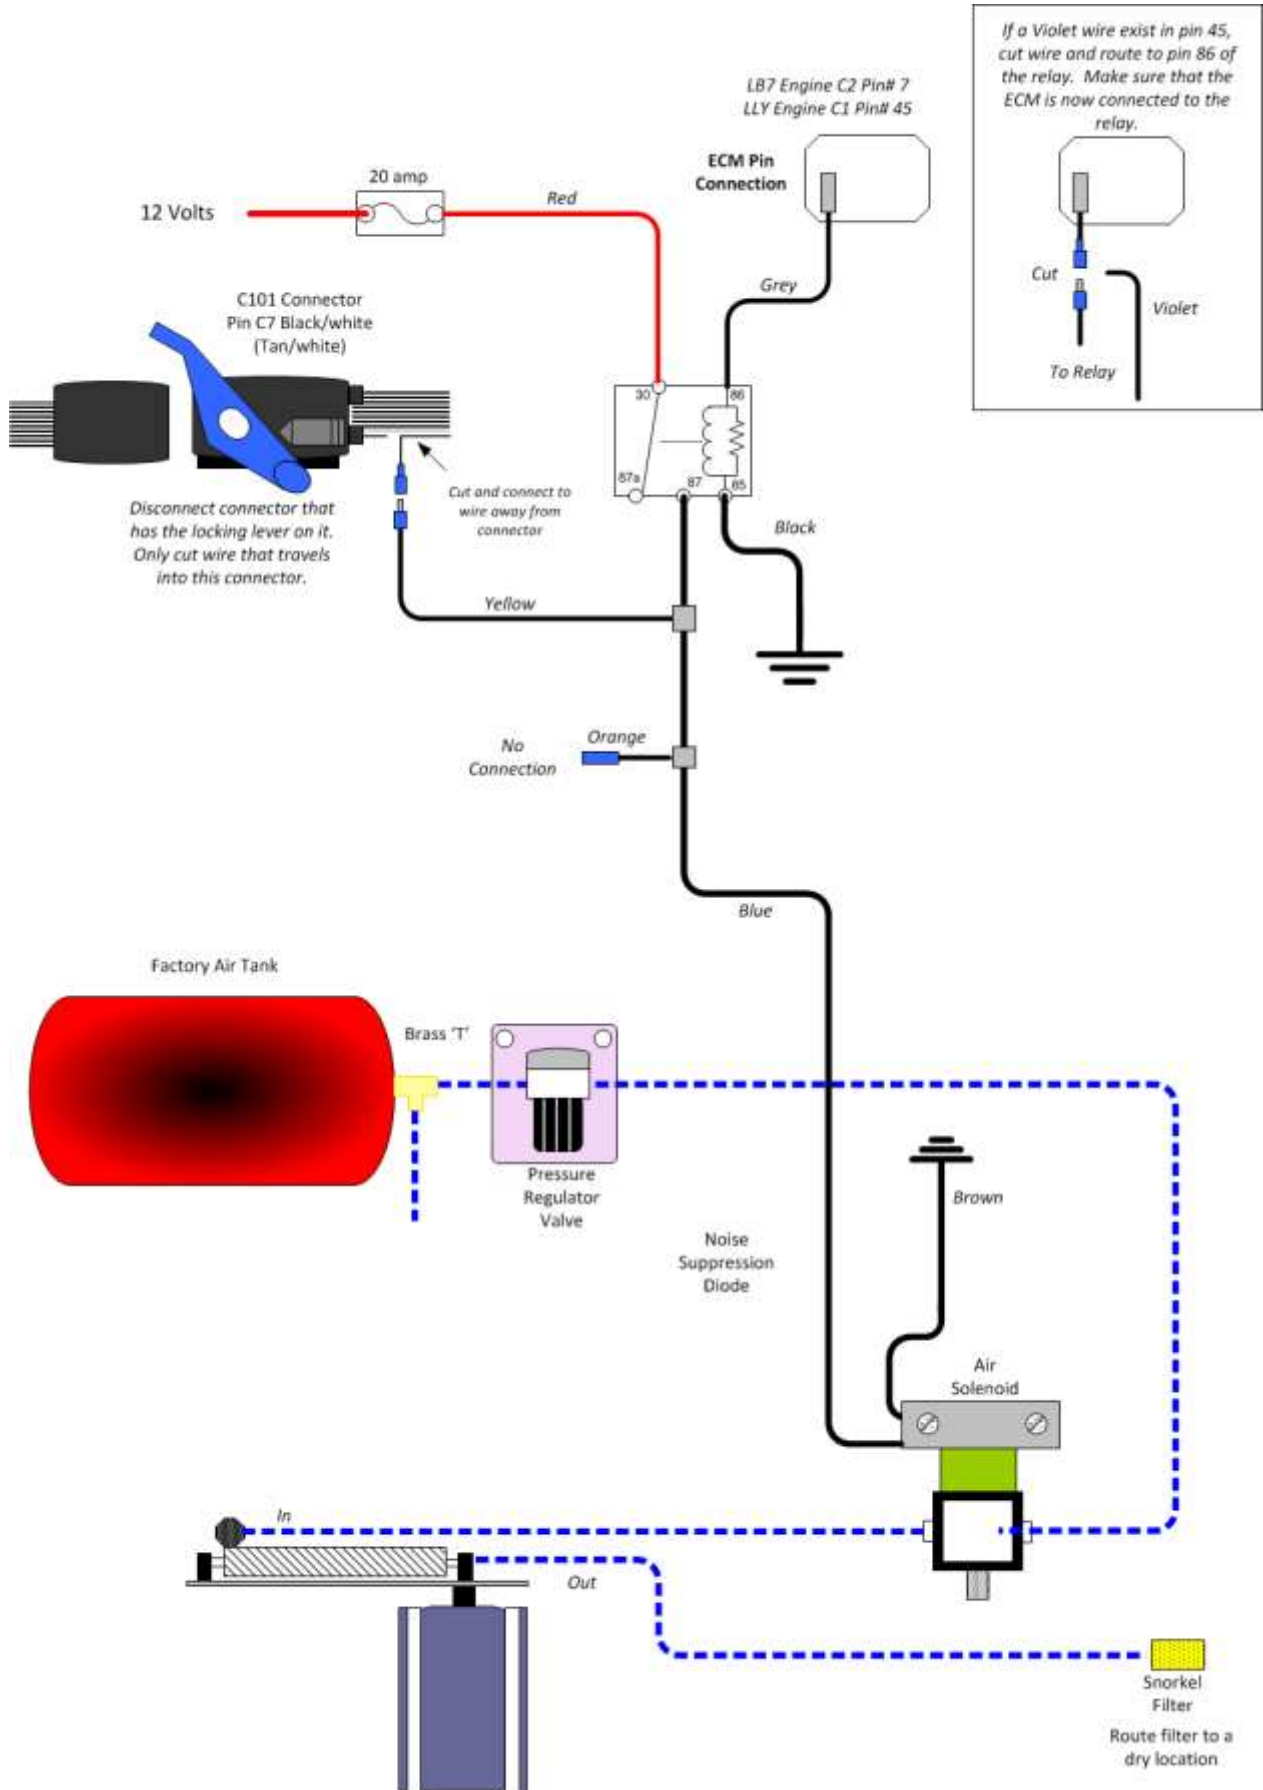 If a Violet wire exist in pin 45,
cut wire and route to pin 86 of
the relay. Make sure that the
ECM is now connected to the
relay.
Cut
Violet
To Relay
LB7 Engine C2 Pin# 7
LLY Engine C1 Pin# 45
ECM Pin
Connection
20 amp
12 Volts
Red
Grey
C101 Connector
Pin C7 Black/white
(Tan/white)
30
86
87a
87
85
Cut and connect to
wire away from
connector
Disconnect connector that
has the locking lever on it.
Only cut wire that travels
into this connector.
Black
Yellow
Orange
No
Connection
Blue
Factory Air Tank
Brass 'T'
Pressure
Regulator
Valve
Brown
Noise
Suppression
Diode
Air
Solenoid
In
Out
Snorkel
Filter
Route filter to a
dry location